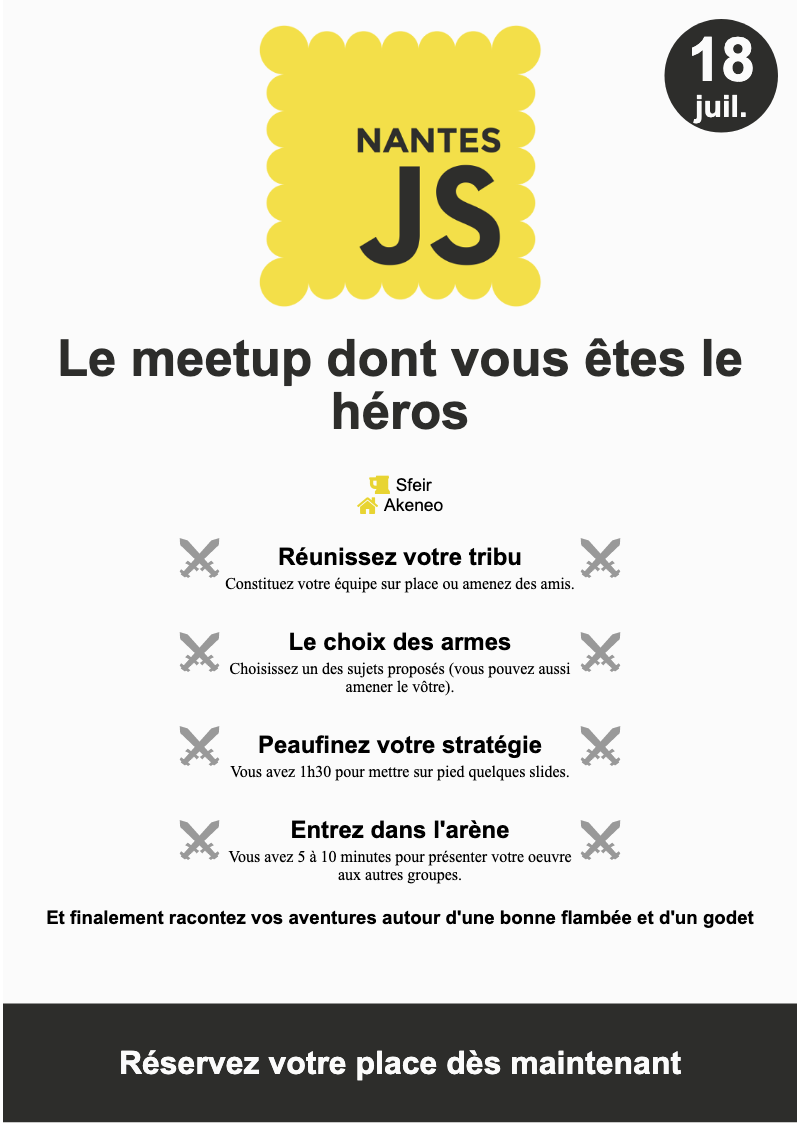 18
juil.
NANTES
JS
Le meetup dont vous êtes le
héros
Sfeir
Akeneo
Réunissez votre tribu
Constituez votre équipe sur place ou amenez des amis.
Le choix des armes
Choisissez un des sujets proposés (vous pouvez aussi
amener le vôtre).
Peaufinez votre stratégie
Vous avez 1h30 pour mettre sur pied quelques slides.
Entrez dans l'arène
Vous avez 5 à 10 minutes pour présenter votre oeuvre
aux autres groupes.
Et finalement racontez vos aventures autour d'une bonne flambée et d'un godet
Réservez votre place dès maintenant